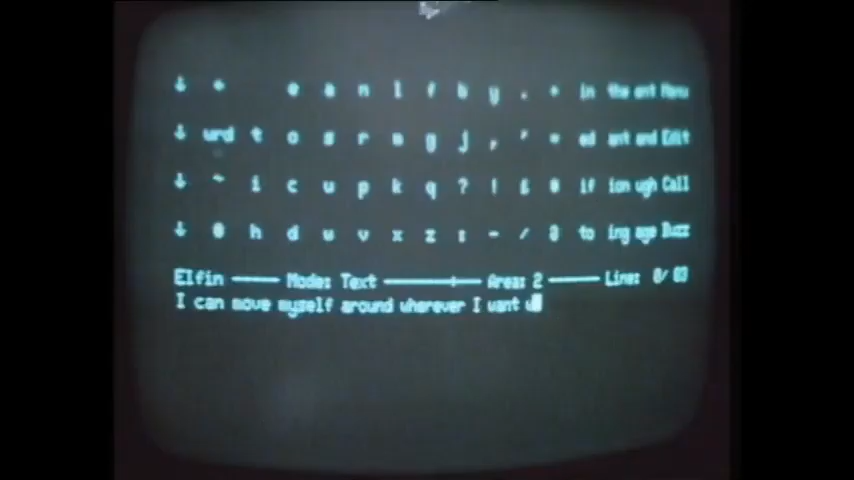 ↓ e a n l f b y . in the ent Menu
↓ wrd t o s r m g j , ' = ed ant and Edit
↓ ~ i c u p k q ? ! £ if ion ugh Call
↓ h d w v x z : - / to ing age Buzz
Elfin Mode: Text Area: 2 Line:
I can move myself around wherever I want w